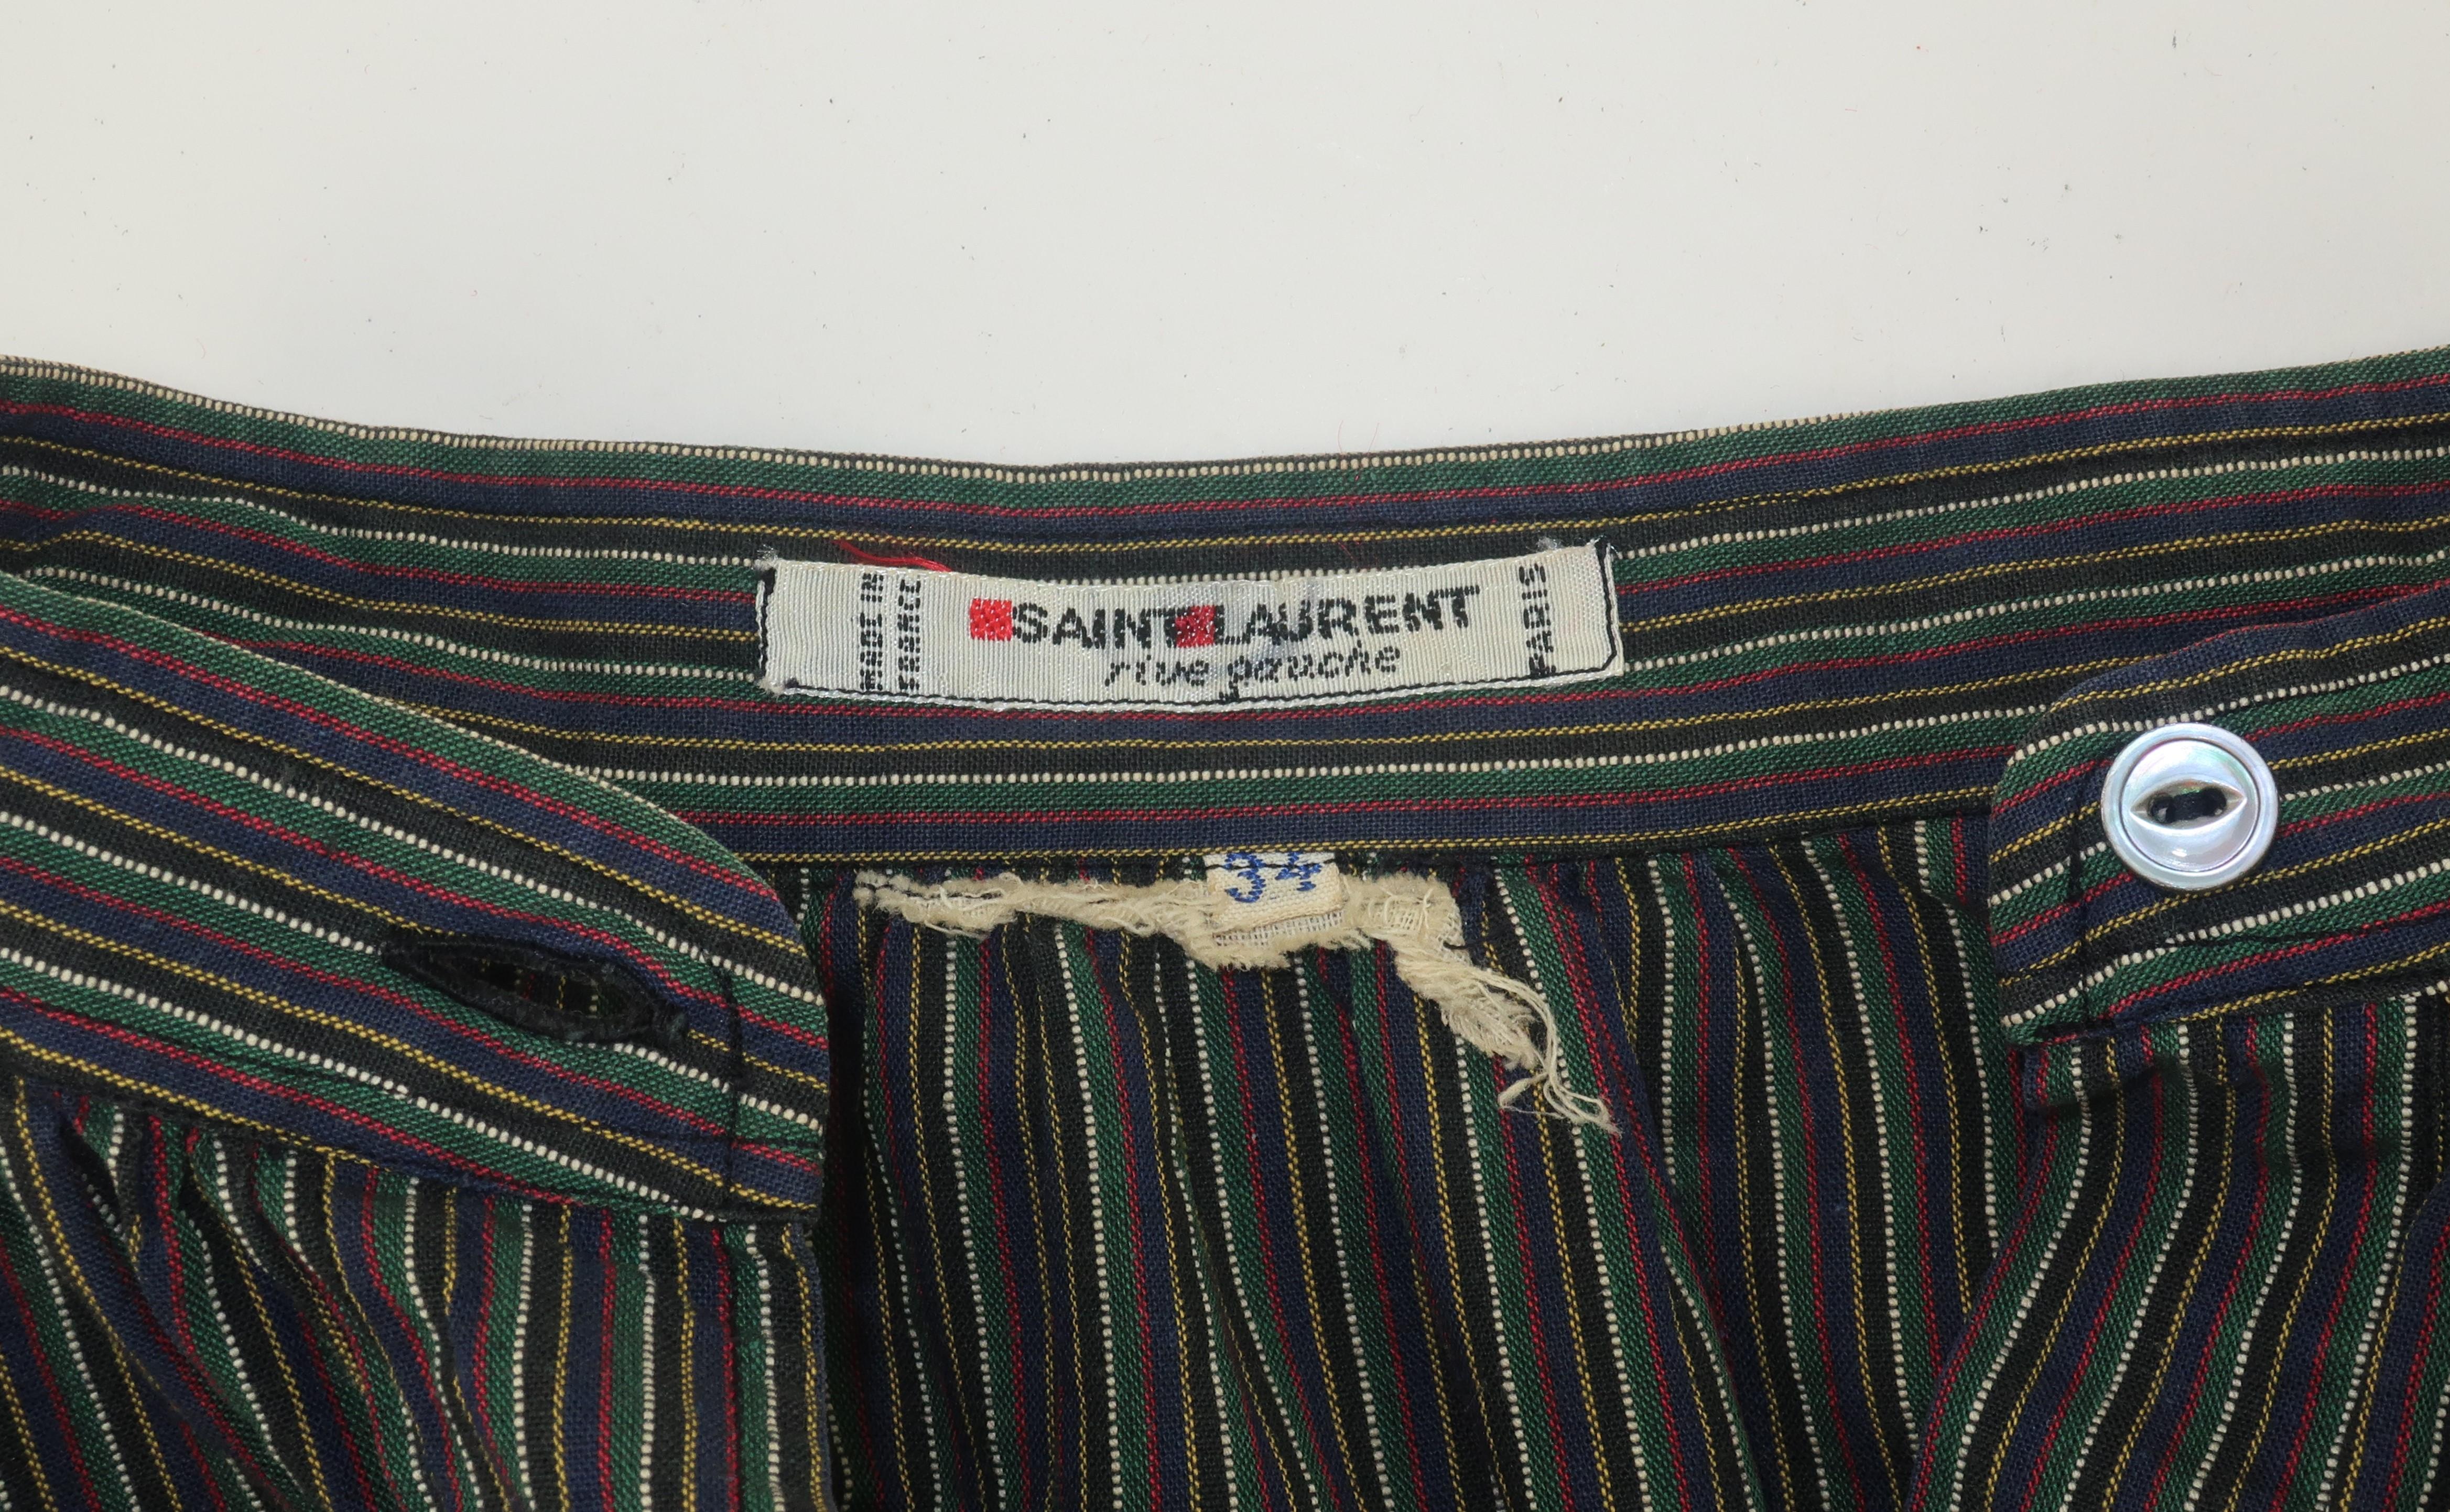 MADE IN
FRANCE
SAINT LAURENT
rive gauche
PARIS
34